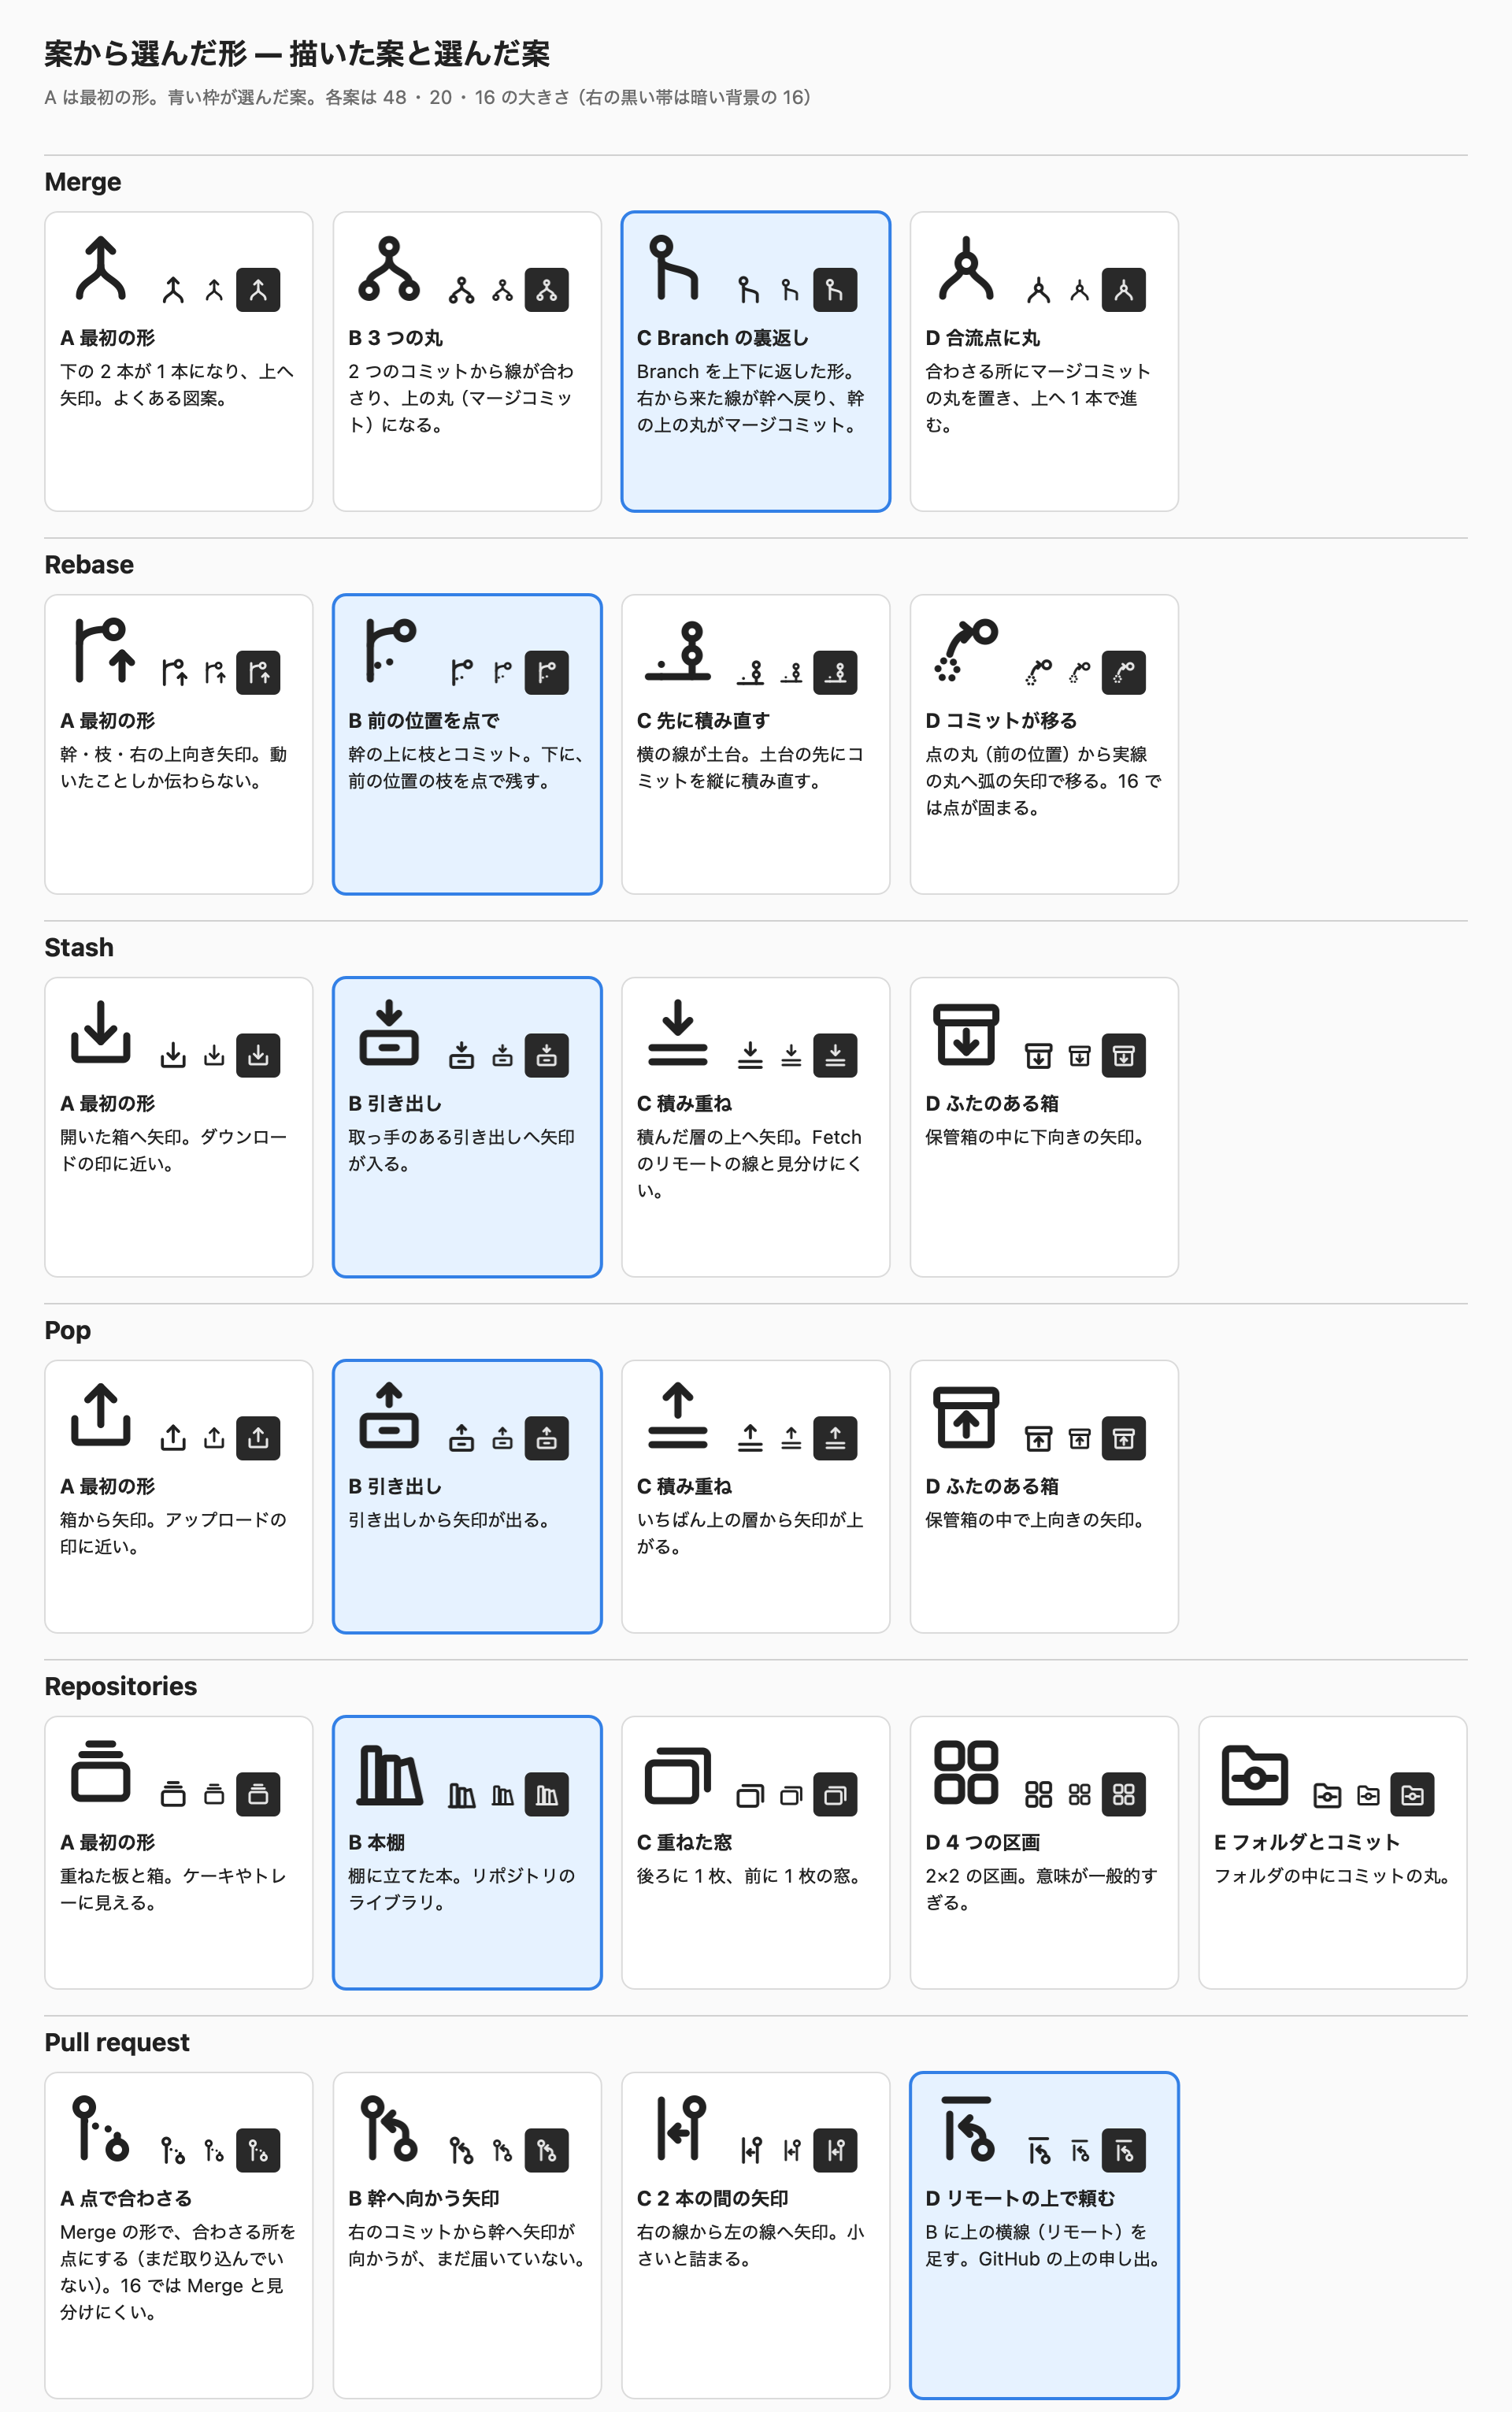 案から選んだ形 — 描いた案と選んだ案
A は最初の形。青い枠が選んだ案。各案は 48・20・16 の大きさ（右の黒い帯は暗い背景の 16）
Merge
A 最初の形
下の 2 本が 1 本になり、上へ
矢印。よくある図案。
B 3 つの丸
2 つのコミットから線が合わ
さり、上の丸（マージコミッ
ト）になる。
C Branch の裏返し
Branch を上下に返した形。
右から来た線が幹へ戻り、幹
の上の丸がマージコミット。
D 合流点に丸
合わさる所にマージコミット
の丸を置き、上へ 1 本で進
む。
Rebase
A 最初の形
幹・枝・右の上向き矢印。動
いたことしか伝わらない。
B 前の位置を点で
幹の上に枝とコミット。下に、
前の位置の枝を点で残す。
C 先に積み直す
横の線が土台。土台の先にコ
ミットを縦に積み直す。
D コミットが移る
点の丸（前の位置）から実線
の丸へ弧の矢印で移る。16 で
は点が固まる。
Stash
A 最初の形
開いた箱へ矢印。ダウンロー
ドの印に近い。
B 引き出し
取っ手のある引き出しへ矢印
が入る。
C 積み重ね
積んだ層の上へ矢印。Fetch
のリモートの線と見分けにく
い。
D ふたのある箱
保管箱の中に下向きの矢印。
Pop
A 最初の形
箱から矢印。アップロードの
印に近い。
B 引き出し
引き出しから矢印が出る。
C 積み重ね
いちばん上の層から矢印が上
がる。
D ふたのある箱
保管箱の中で上向きの矢印。
Repositories
A 最初の形
重ねた板と箱。ケーキやトレ
ーに見える。
B 本棚
棚に立てた本。リポジトリの
ライブラリ。
C 重ねた窓
後ろに 1 枚、前に 1 枚の窓。
D 4 つの区画
2×2 の区画。意味が一般的す
ぎる。
E フォルダとコミット
フォルダの中にコミットの丸。
Pull request
A 点で合わさる
Merge の形で、合わさる所を
点にする（まだ取り込んでい
ない）。16 では Merge と見
分けにくい。
B 幹へ向かう矢印
右のコミットから幹へ矢印が
向かうが、まだ届いていない。
C 2 本の間の矢印
右の線から左の線へ矢印。小
さいと詰まる。
D リモートの上で頼む
B に上の横線（リモート）を
足す。GitHub の上の申し出。